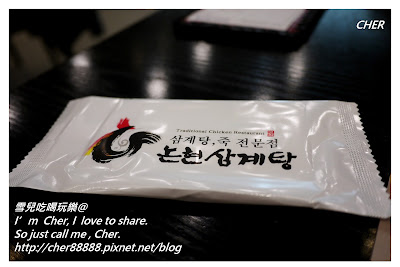 CHER
Traditional Chicken Restaurant
삼계탕,죽 전문점
논현삼계탕
雪兒吃喝玩樂@
I'm Cher, I love to share.
So just call me , Cher.
http://cher88888.pixnet.net/blog